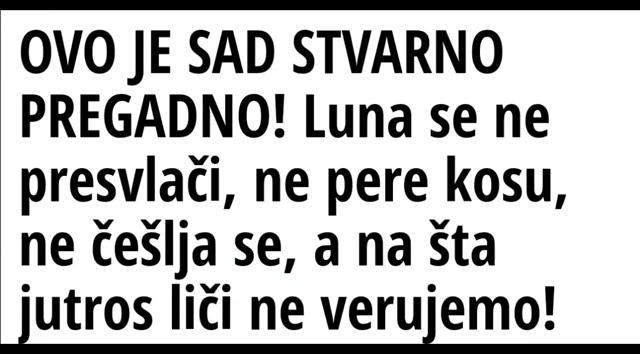 OVO JE SAD STVARNO
PREGADNO! Luna se ne
presvlači, ne pere kosu,
ne češlja se, a na šta
jutros liči ne verujemo!